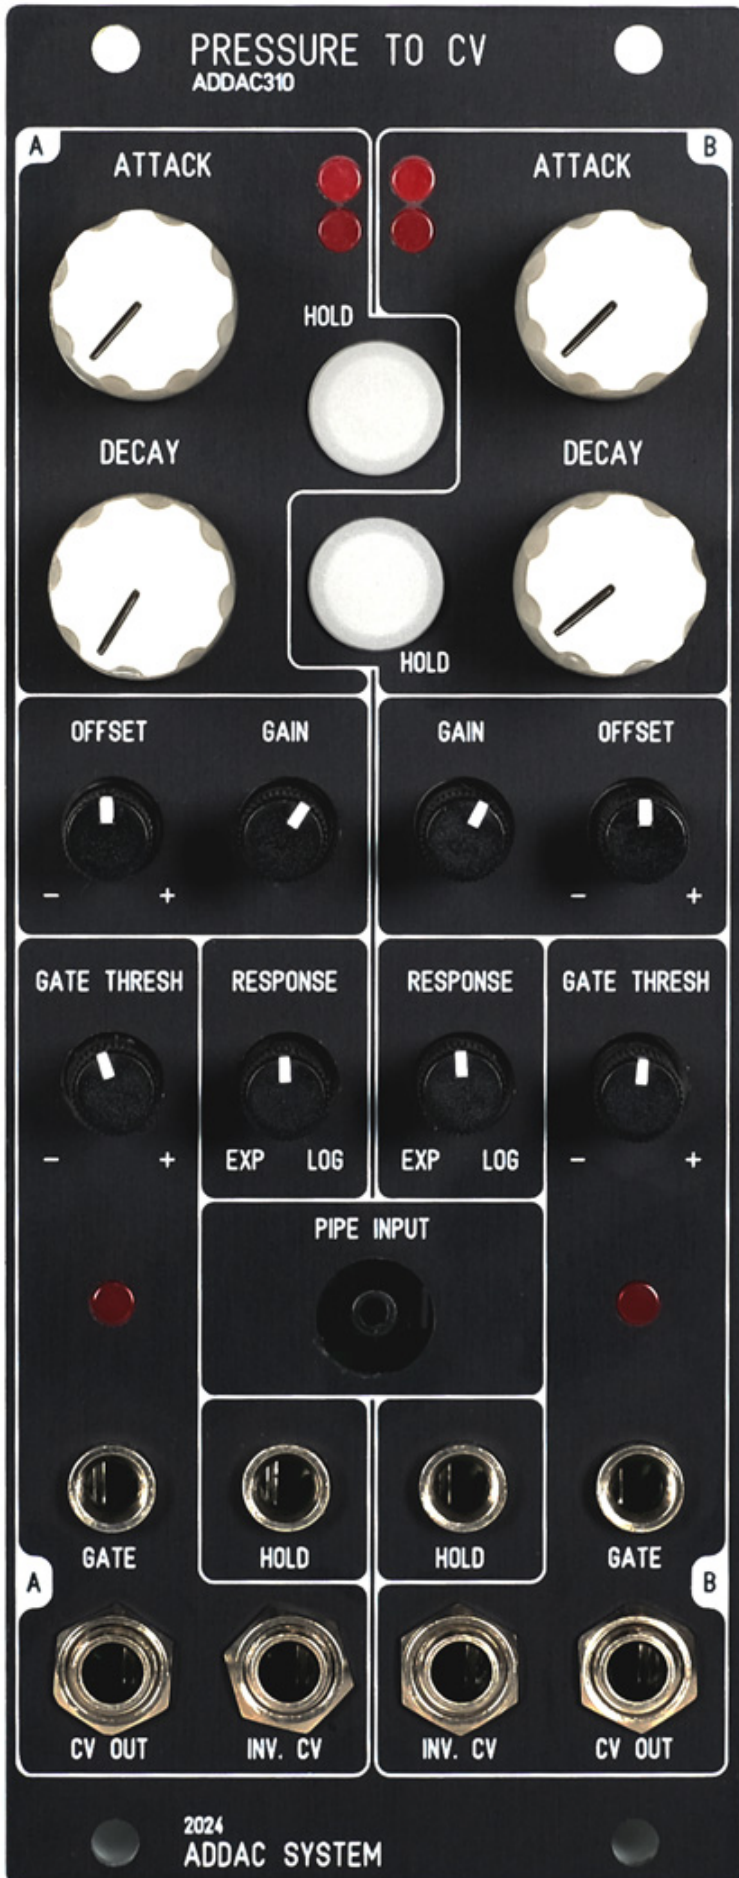 PRESSURE TO CV
ADDAC310
A
B
ATTACK
ATTACK
HOLD
DECAY
DECAY
HOLD
OFFSET
GAIN
GAIN
OFFSET
- +
- +
GATE THRESH
RESPONSE
RESPONSE
GATE THRESH
- +
EXP LOG
EXP LOG
- +
PIPE INPUT
GATE
HOLD
HOLD
GATE
A
B
CV OUT
INV. CV
INV. CV
CV OUT
2024
ADDAC SYSTEM